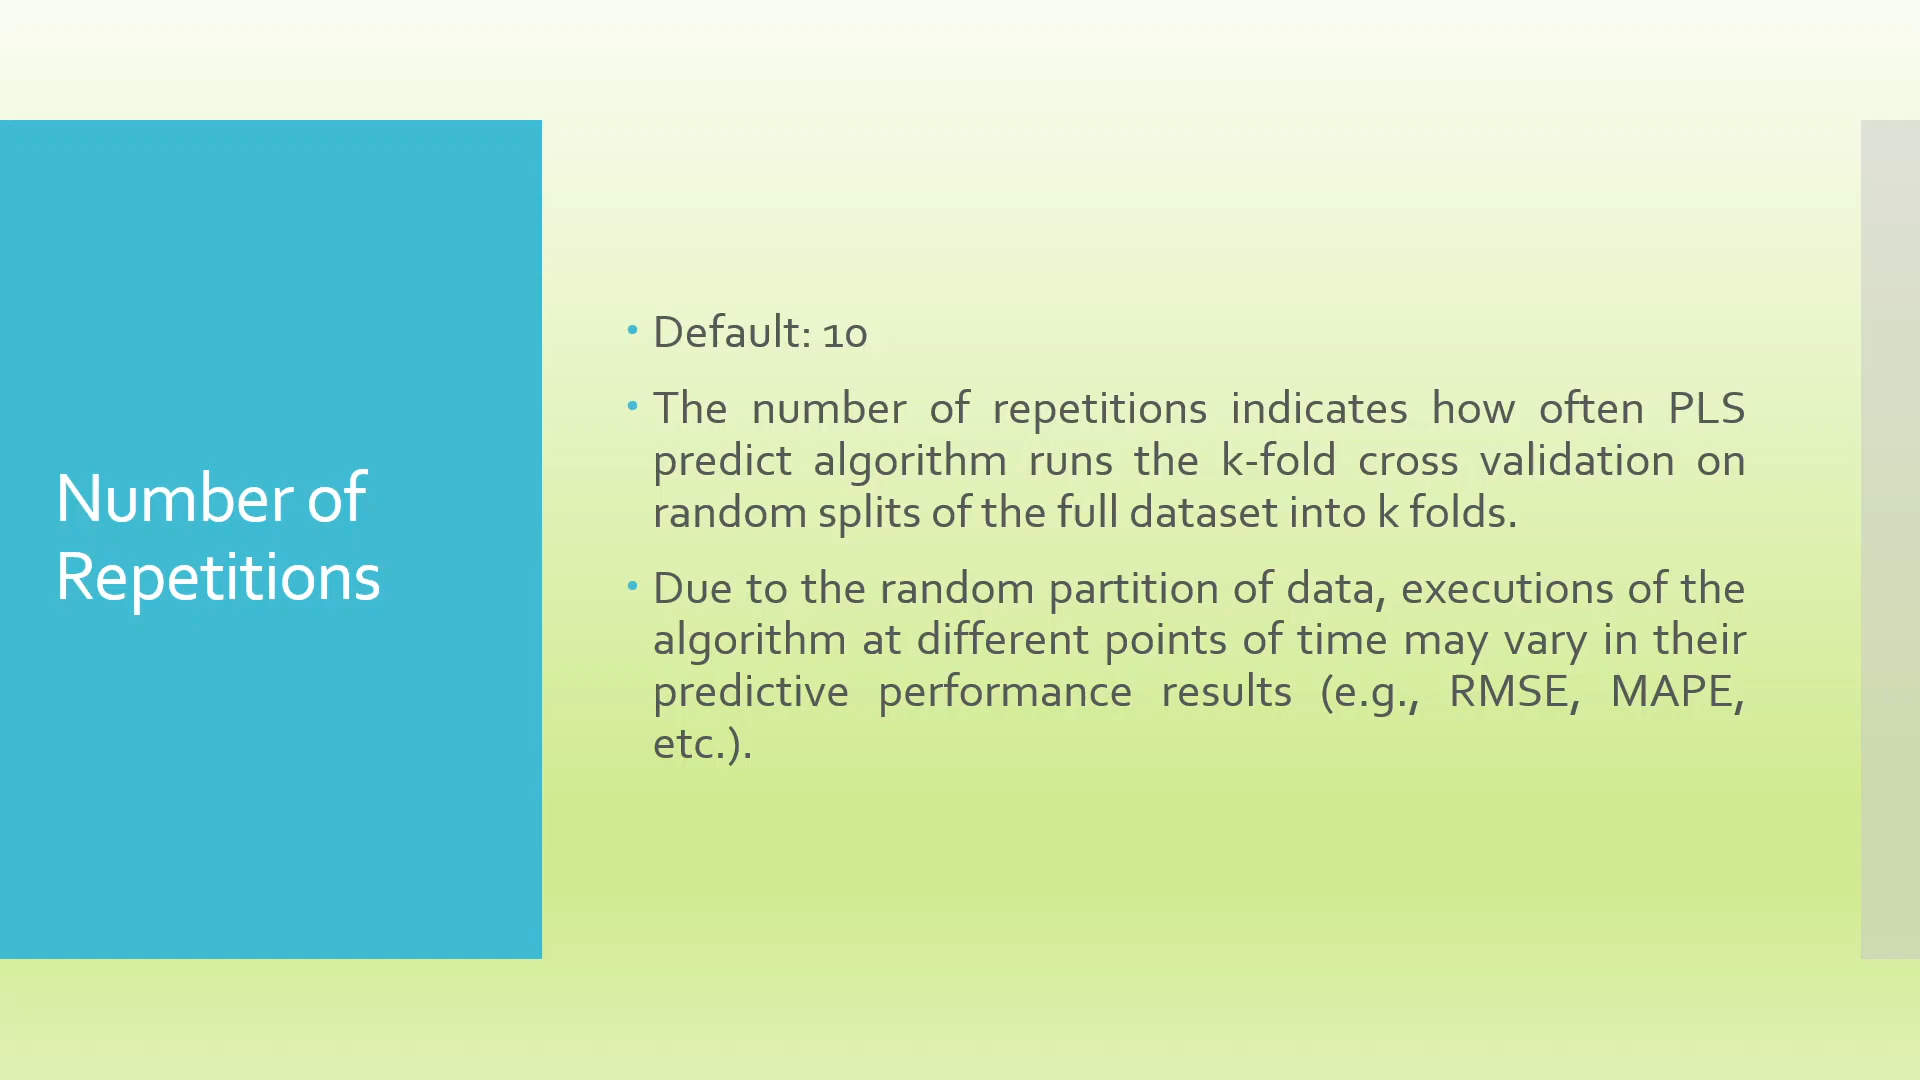 Number of
Repetitions
• Default: 10
• The number of repetitions indicates how often PLS
predict algorithm runs the k-fold cross validation on
random splits of the full dataset into k folds.
• Due to the random partition of data, executions of the
algorithm at different points of time may vary in their
predictive performance results (e.g., RMSE, MAPE,
etc.).